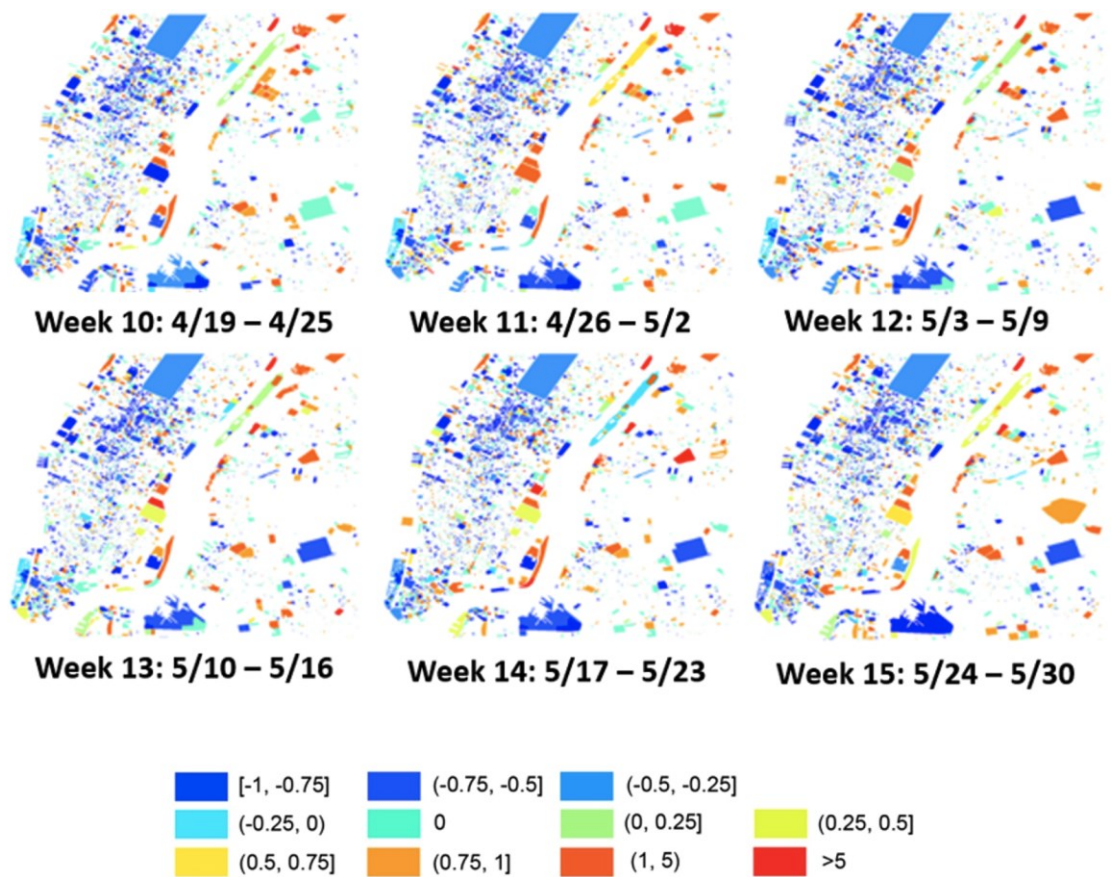 Week 10: 4/19 – 4/25 Week 11: 4/26 – 5/2 Week 12: 5/3 – 5/9
Week 13: 5/10 – 5/16 Week 14: 5/17 – 5/23 Week 15: 5/24 – 5/30
[-1, -0.75] (-0.75, -0.5] (-0.5, -0.25]
(-0.25, 0) 0 (0, 0.25] (0.25, 0.5]
(0.5, 0.75] (0.75, 1] (1, 5) >5